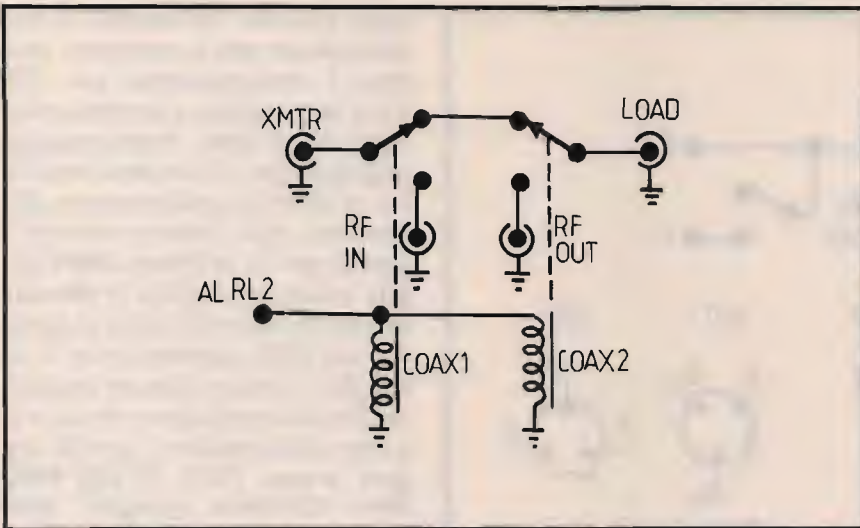 XMTR
LOAD
RF
IN
RF
OUT
AL RL2
COAX1
COAX2